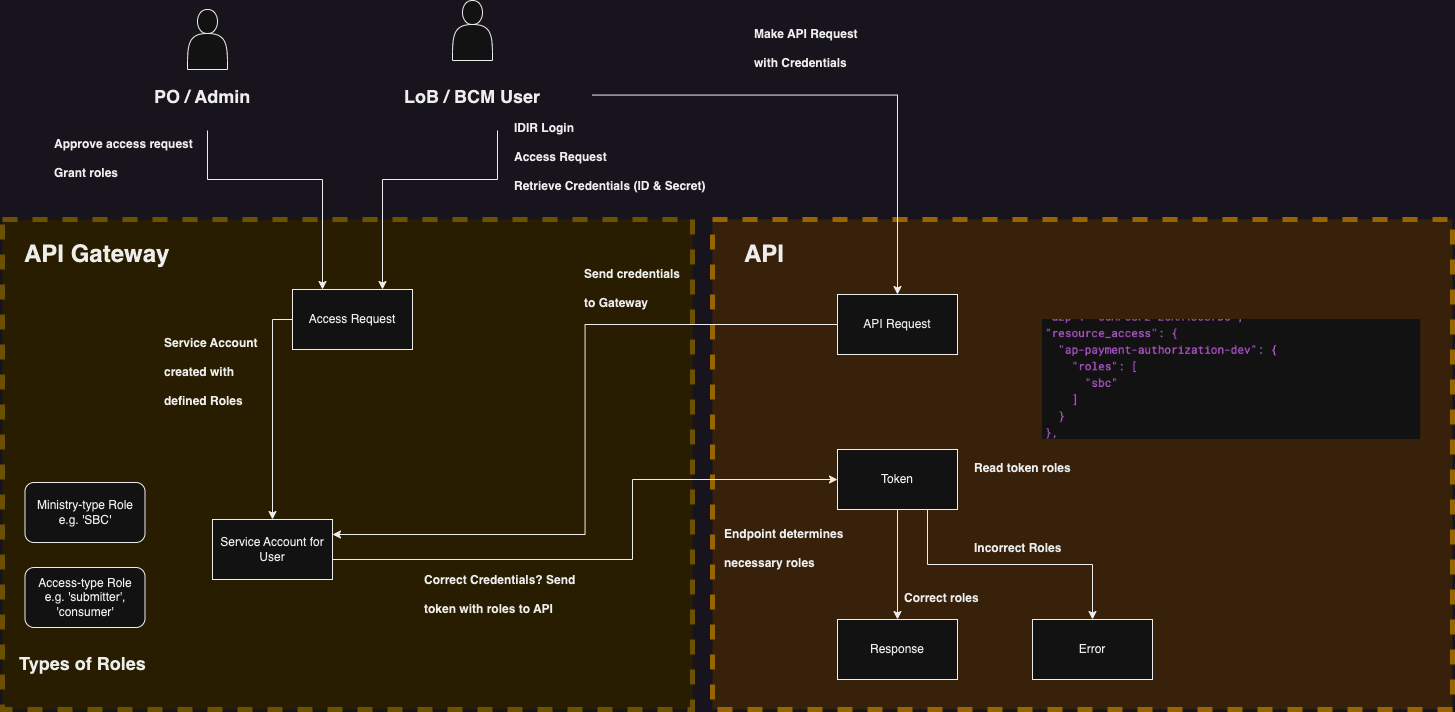 Make API Request
with Credentials
PO / Admin
LoB / BCM User
IDIR Login
Access Request
Retrieve Credentials (ID & Secret)
Approve access request
Grant roles
API Gateway
API
Send credentials
to Gateway
Access Request
API Request
Service Account
created with
defined Roles
"resource_access": {
"ap-payment-authorization-dev": {
"roles": [
"sbc"
]
}
},
Token
Read token roles
Ministry-type Role
e.g. 'SBC'
Service Account for
User
Endpoint determines
necessary roles
Incorrect Roles
Access-type Role
e.g. 'submitter',
'consumer'
Correct Credentials? Send
token with roles to API
Correct roles
Response
Error
Types of Roles